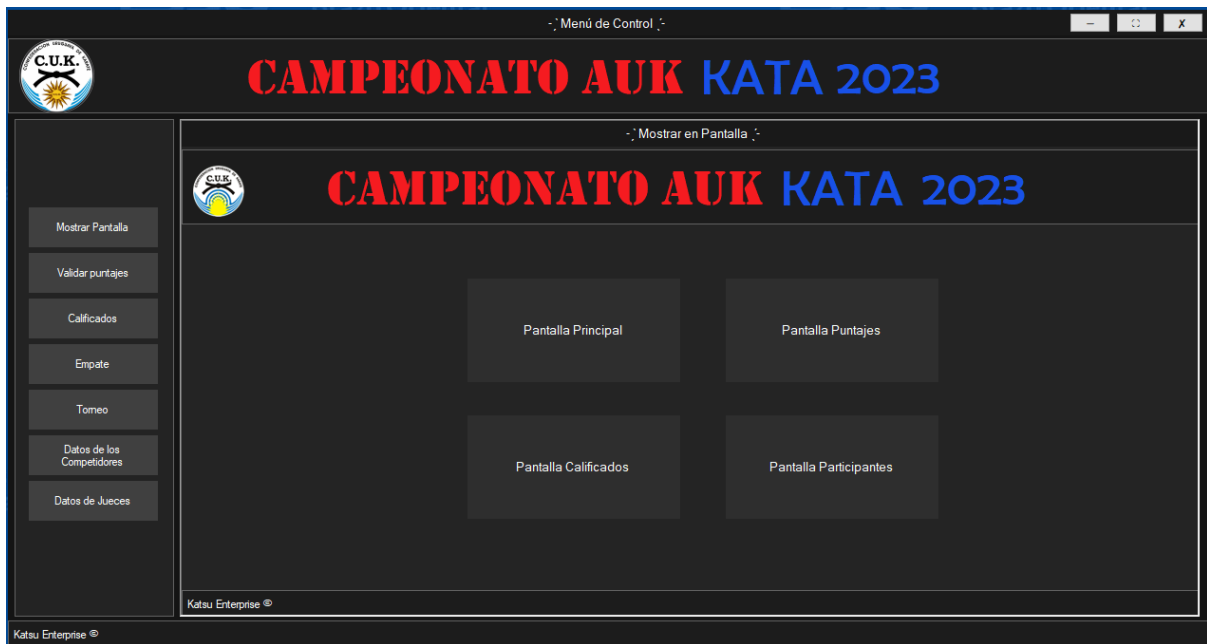 -¸˙Menú de Control ¸˙-
C.U.K.
CAMPEONATO AUK KATA 2023
-¸˙Mostrar en Pantalla ¸˙-
C.U.K.
CAMPEONATO AUK KATA 2023
Mostrar Pantalla
Validar puntajes
Calificados
Empate
Torneo
Datos de los
Competidores
Datos de Jueces
Pantalla Principal
Pantalla Puntajes
Pantalla Calificados
Pantalla Participantes
Katsu Enterprise ©
Katsu Enterprise ©